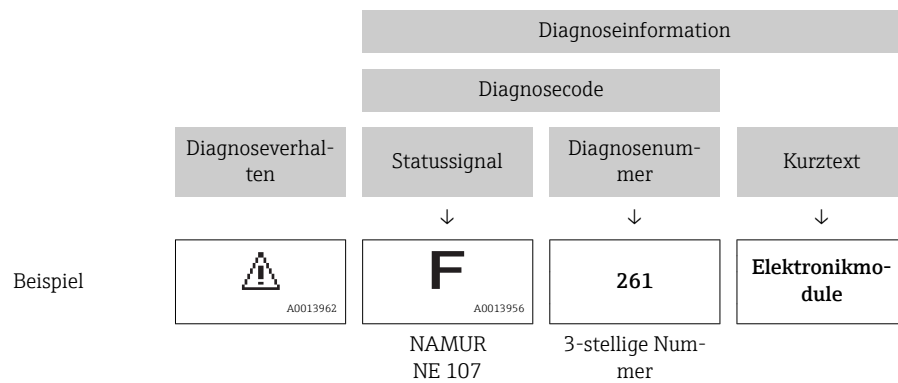 Diagnoseinformation
Diagnosecode
Diagnoseverhal-
ten
Statussignal
Diagnosenum-
mer
Kurztext
↓ ↓ ↓
Beispiel
A0013962
F
A0013956
261
Elektronikmo-
dule
NAMUR
NE 107
3-stellige Num-
mer